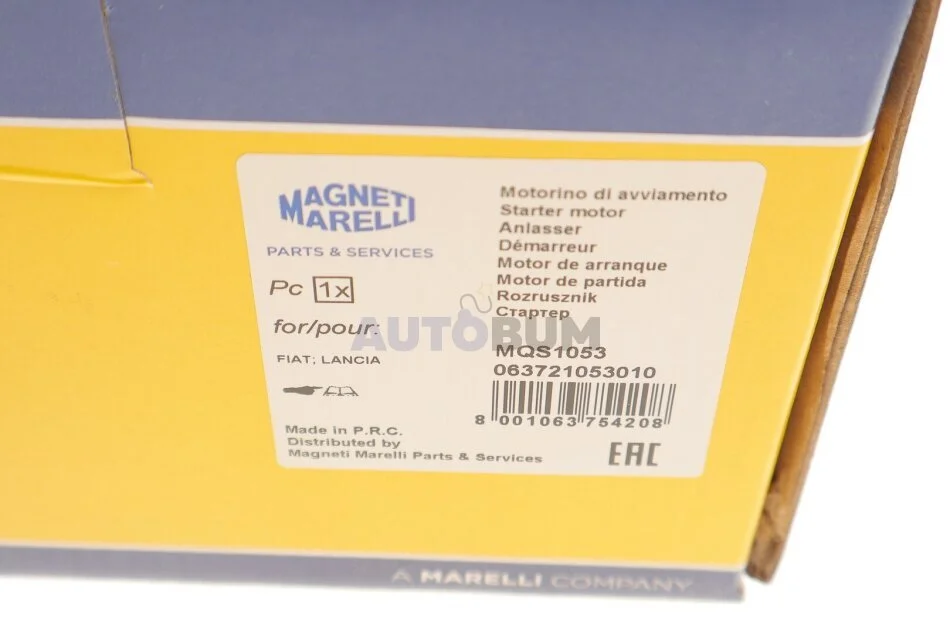 MAGNETI
MARELLI
PARTS & SERVICES
Pc 1x
for/pour:
FIAT; LANCIA
Made in P.R.C.
Distributed by
Magneti Marelli Parts & Services
Motorino di avviamento
Starter motor
Anlasser
Démarreur
Motor de arranque
Motor de partida
Rozrusznik
Стартер
AUTOBUM
MQS1053
063721053010
8 001063 754208
EAC
A MARELLI COMPANY